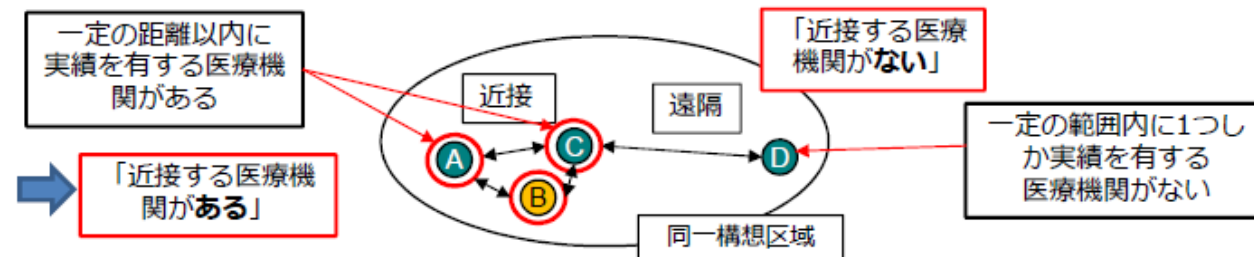 一定の距離以内に
実績を有する医療機
関がある
「近接する医療機
関がある」
近接
遠隔
A
B
C
D
同一構想区域
「近接する医療
機関がない」
一定の範囲内に1つし
か実績を有する
医療機関がない